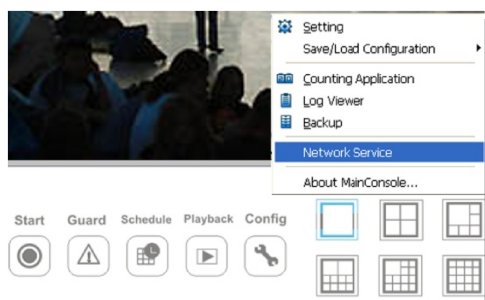 Setting
Save/Load Configuration
Counting Application
Log Viewer
Backup
Network Service
About MainConsole...
Start Guard Schedule Playback Config